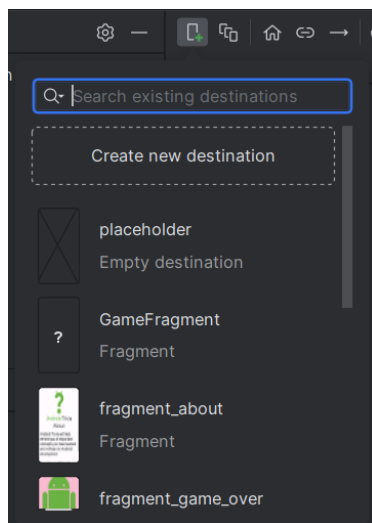 Search existing destinations
Create new destination
placeholder
Empty destination
?
GameFragment
Fragment
?
fragment_about
Fragment
fragment_game_over